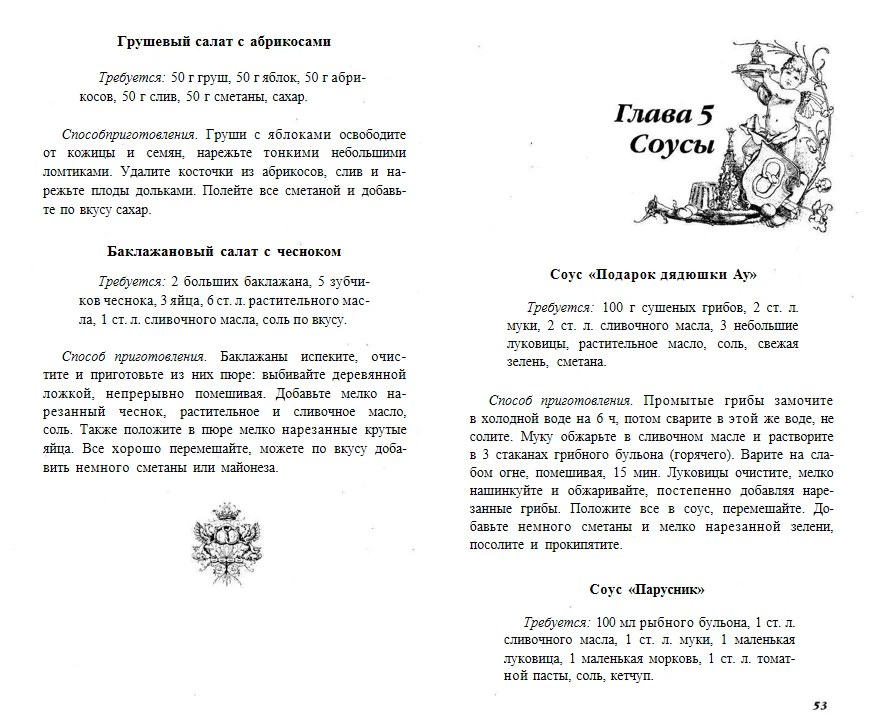 Грушевый салат с абрикосами
Требуется: 50 г груш, 50 г яблок, 50 г абри-
косов, 50 г слив, 50 г сметаны, сахар.
Способприготовления. Груши с яблоками освободите
от кожицы и семян, нарежьте тонкими небольшими
ломтиками. Удалите косточки из абрикосов, слив и на-
режьте плоды дольками. Полейте все сметаной и добавь-
те по вкусу сахар.
Баклажановый салат с чесноком
Требуется: 2 больших баклажана, 5 зубчи-
ков чеснока, 3 яйца, 6 ст. л. растительного мас-
ла, 1 ст. л. сливочного масла, соль по вкусу.
Способ приготовления. Баклажаны испеките, очис-
тите и приготовьте из них пюре: выбивайте деревянной
ложкой, непрерывно помешивая. Добавьте мелко на-
резанный чеснок, растительное и сливочное масло,
соль. Также положите в пюре мелко нарезанные крутые
яйца. Все хорошо перемешайте, можете по вкусу доба-
вить немного сметаны или майонеза.
Глава 5
Соусы
Соус «Подарок дядюшки Ау»
Требуется: 100 г сушеных грибов, 2 ст. л.
муки, 2 ст. л. сливочного масла, 3 небольшие
луковицы, растительное масло, соль, свежая
зелень, сметана.
Способ приготовления. Промытые грибы замочите
в холодной воде на 6 ч, потом сварите в этой же воде, не
солите. Муку обжарьте в сливочном масле и растворите
в 3 стаканах грибного бульона (горячего). Варите на сла-
бом огне, помешивая, 15 мин. Луковицы очистите, мелко
нашинкуйте и обжаривайте, постепенно добавляя наре-
занные грибы. Положите все в соус, перемешайте. До-
бавьте немного сметаны и мелко нарезанной зелени,
посолите и прокипятите.
Соус «Парусник»
Требуется: 100 мл рыбного бульона, 1 ст. л.
сливочного масла, 1 ст. л. муки, 1 маленькая
луковица, 1 маленькая морковь, 1 ст. л. томат-
ной пасты, соль, кетчуп.
53